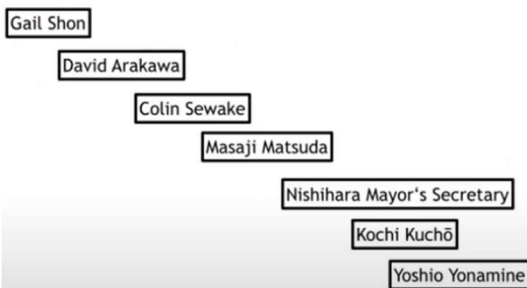 Gail Shon
David Arakawa
Colin Sewake
Masaji Matsuda
Nishihara Mayor‘s Secretary
Kochi Kuchō
Yoshio Yonamine